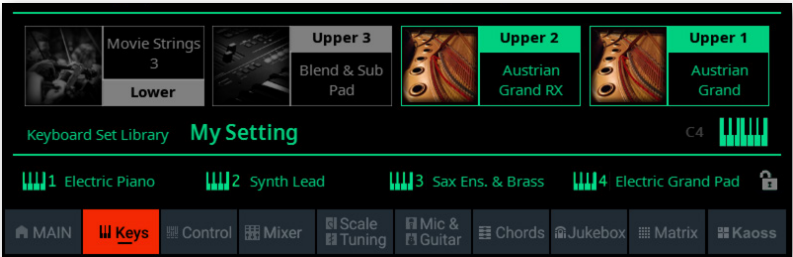 Movie Strings
3
Lower
Upper 3
Blend & Sub
Pad
Upper 2
Austrian
Grand RX
Upper 1
Austrian
Grand
Keyboard Set Library My Setting C4
1 Electric Piano 2 Synth Lead 3 Sax Ens. & Brass 4 Electric Grand Pad
MAIN Keys Control Mixer Scale Tuning Mic & Guitar Chords Jukebox Matrix Kaoss